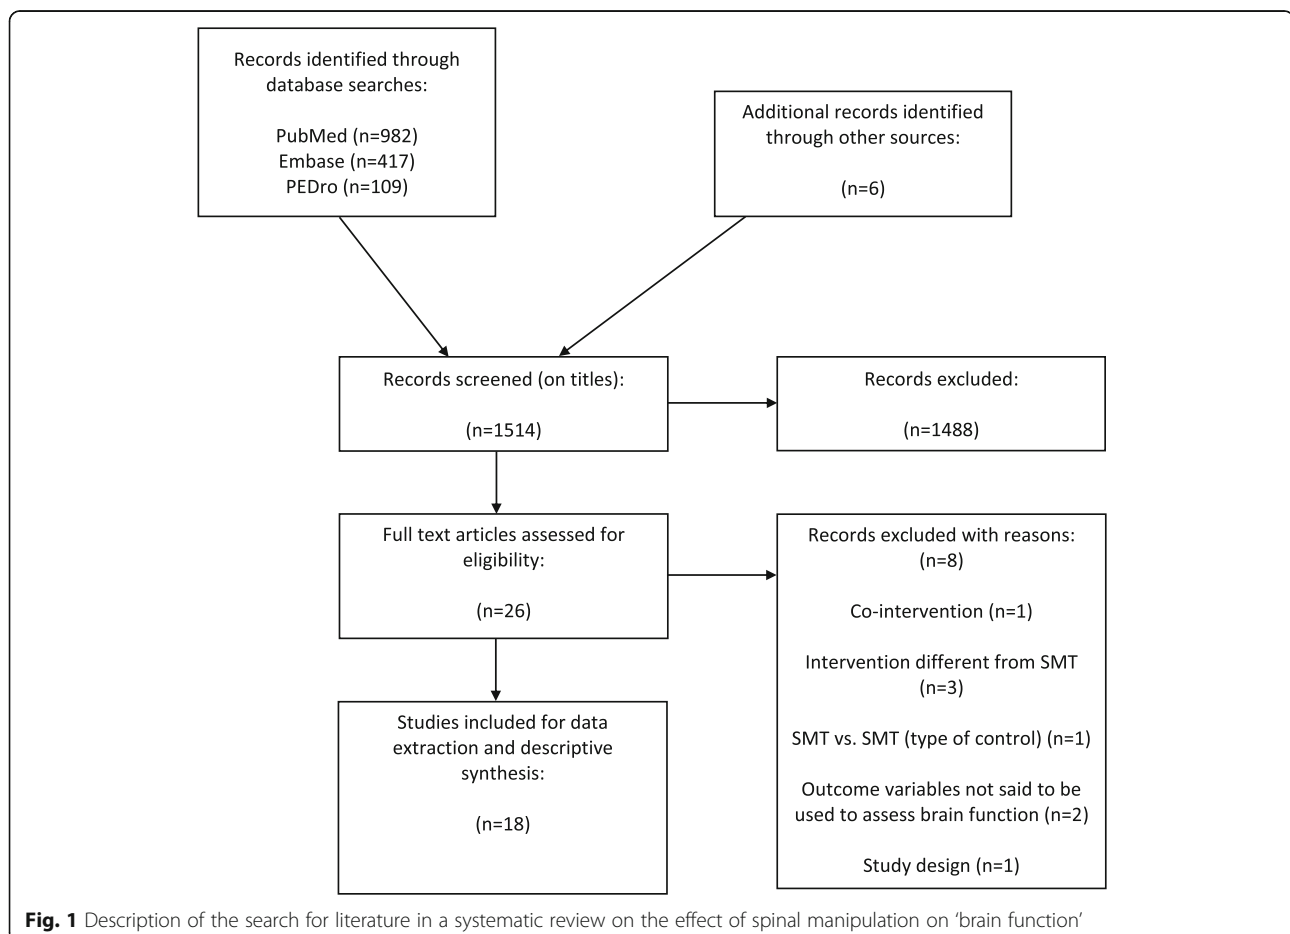 Records identified through
database searches:
PubMed (n=982)
Embase (n=417)
PEDro (n=109)
Additional records identified
through other sources:
(n=6)
Records screened (on titles):
(n=1514)
Records excluded:
(n=1488)
Full text articles assessed for
eligibility:
(n=26)
Records excluded with reasons:
(n=8)
Co-intervention (n=1)
Intervention different from SMT
(n=3)
SMT vs. SMT (type of control) (n=1)
Outcome variables not said to be
used to assess brain function (n=2)
Study design (n=1)
Studies included for data
extraction and descriptive
synthesis:
(n=18)
Fig. 1 Description of the search for literature in a systematic review on the effect of spinal manipulation on ‘brain function’